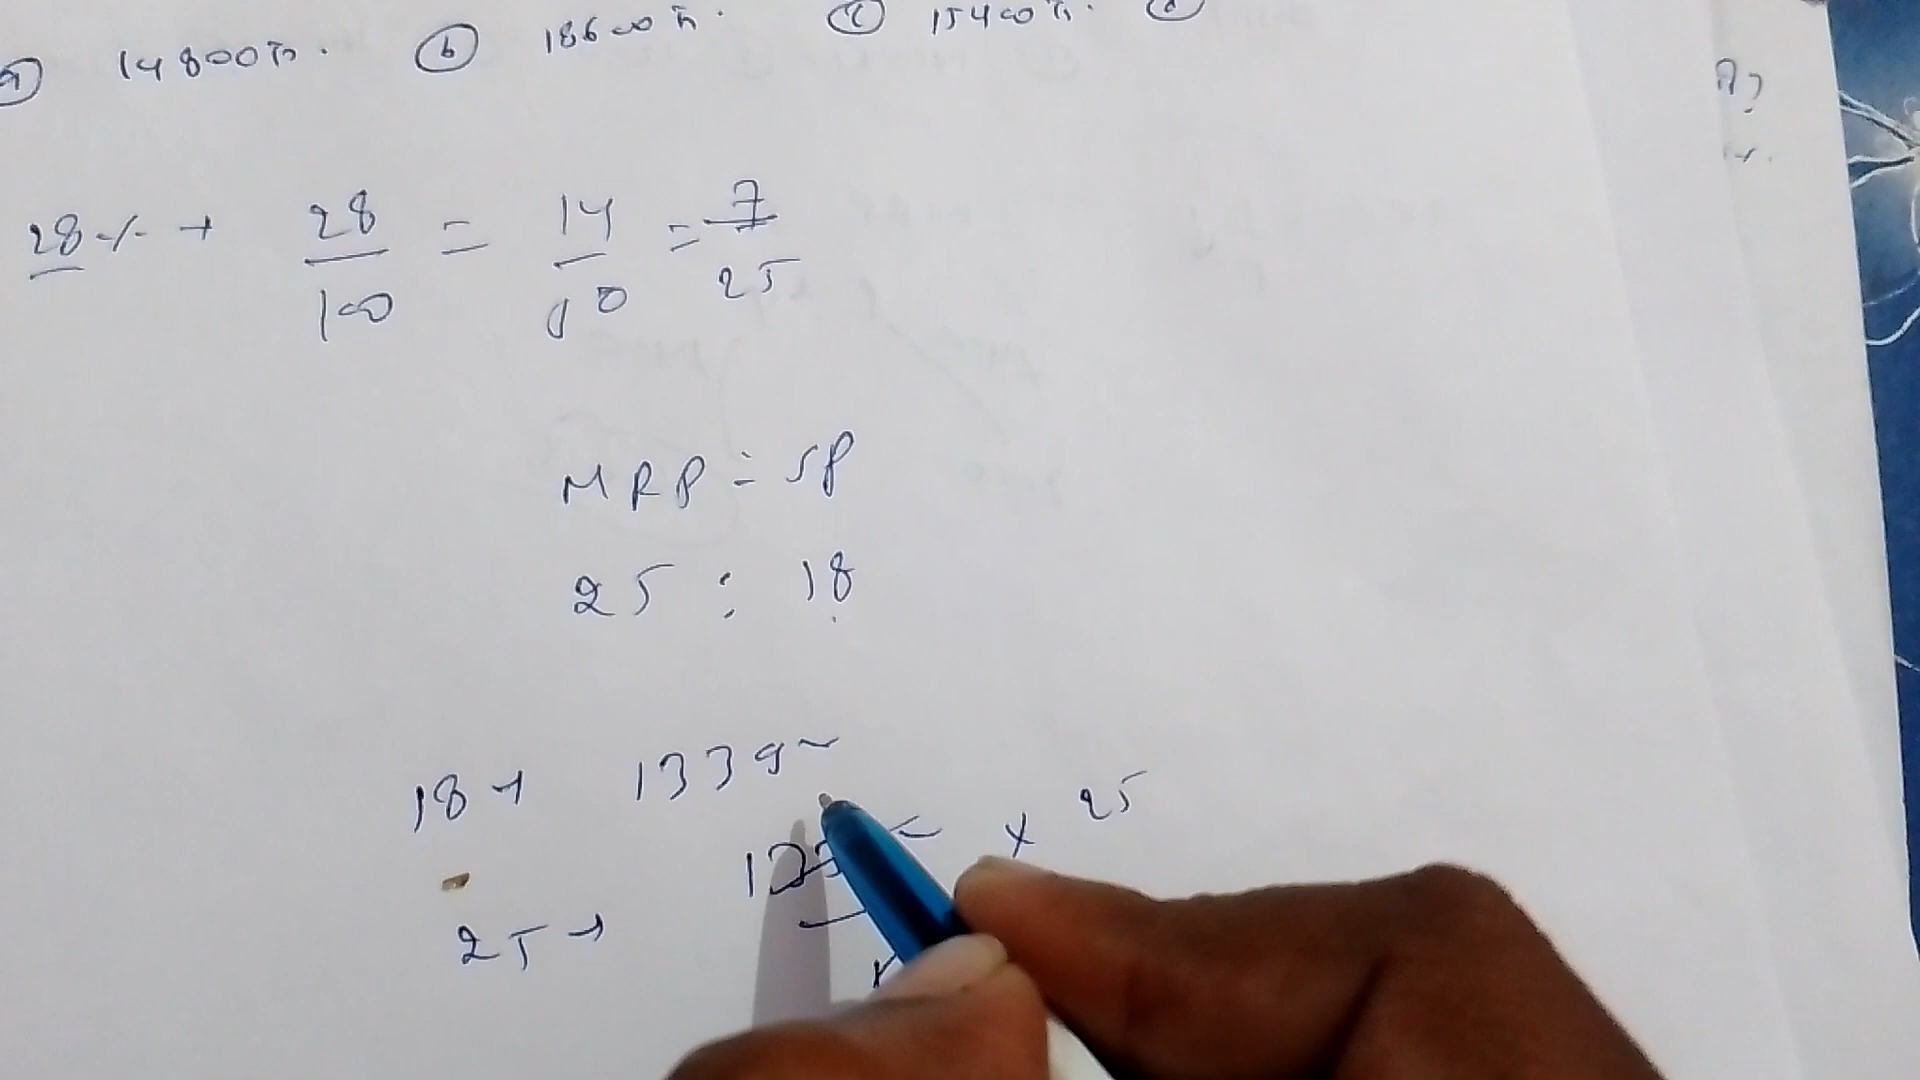 14800 ₹. (b) 18600 ₹. (c) 15400 ₹. (d)
28% → 28/100 = 14/50 = 7/25
MRP : SP
25 : 18
18 → 1339~
25 → × 25